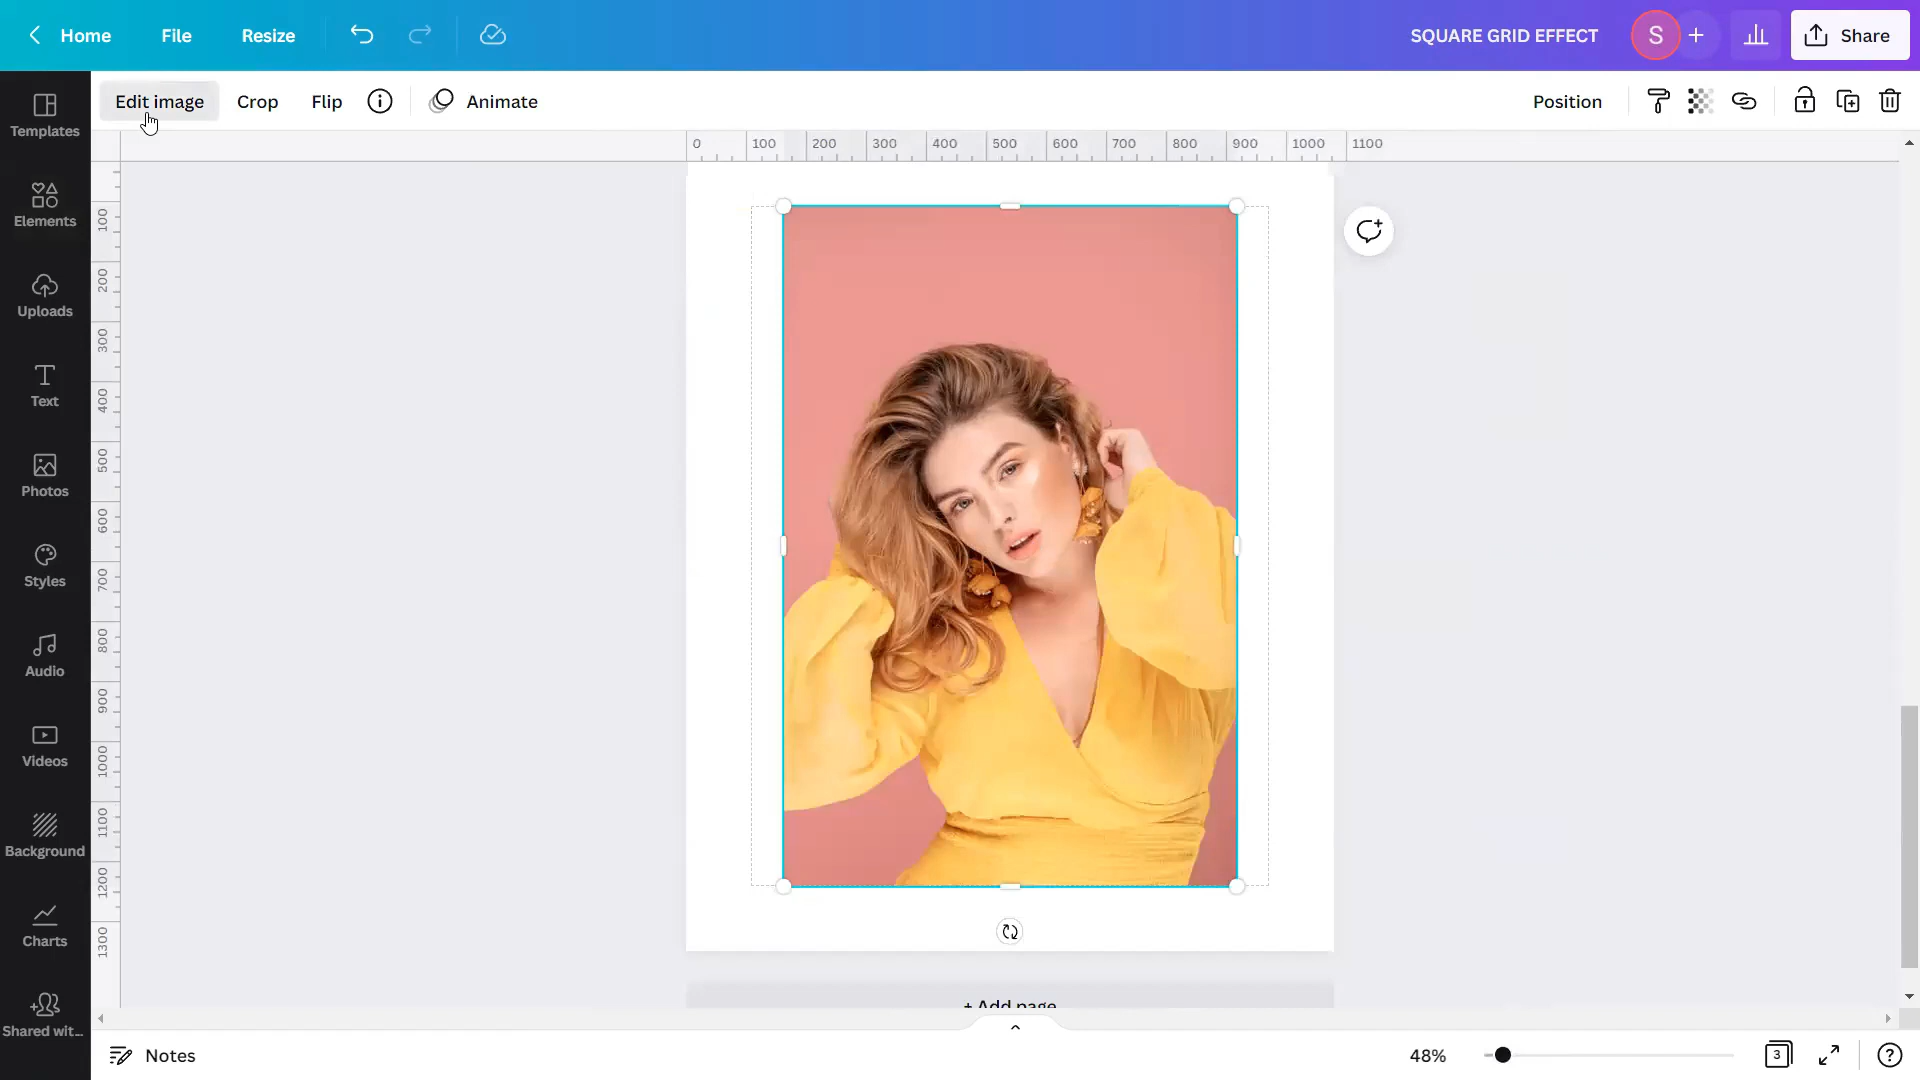 Home File Resize SQUARE GRID EFFECT S + Share
Edit image Crop Flip Animate Position
0 100 200 300 400 500 600 700 800 900 1000 1100
100
200
300
400
500
600
700
800
900
1000
1100
1200
1300
Templates
Elements
Uploads
Text
Photos
Styles
Audio
Videos
Background
Charts
Shared wit...
+ Add page
Notes 48% 3 ?